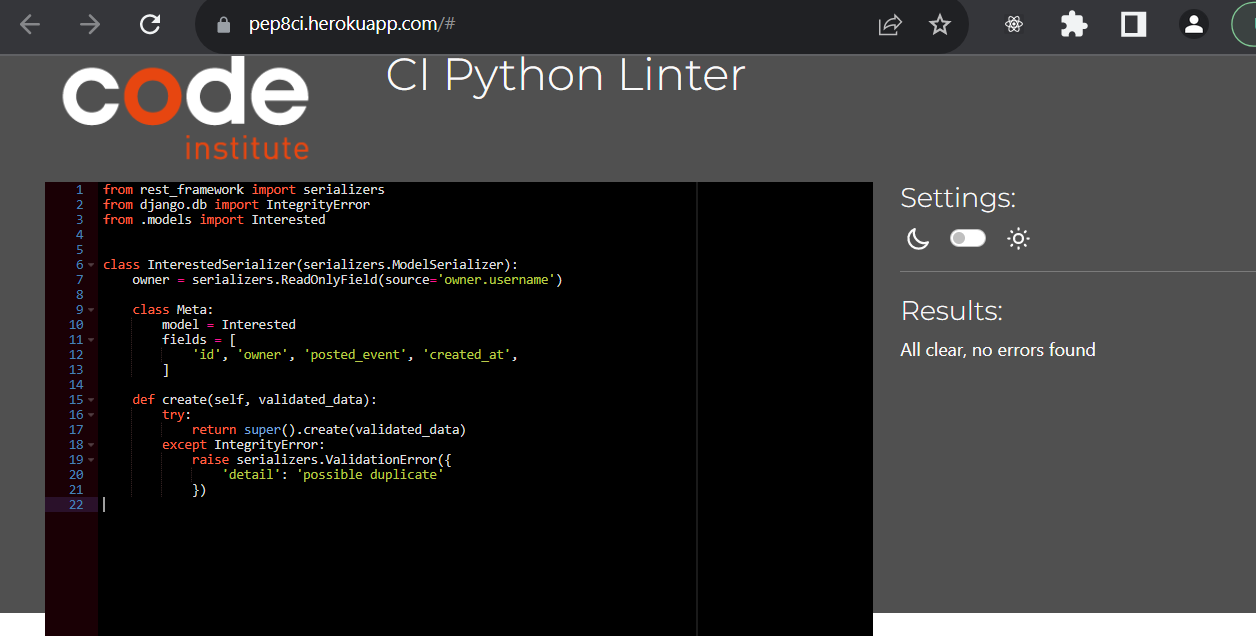 pep8ci.herokuapp.com/#
code
institute
CI Python Linter
1 from rest_framework import serializers
2 from django.db import IntegrityError
3 from .models import Interested
4
5
6 class InterestedSerializer(serializers.ModelSerializer):
7     owner = serializers.ReadOnlyField(source='owner.username')
8
9     class Meta:
10         model = Interested
11         fields = [
12             'id', 'owner', 'posted_event', 'created_at',
13         ]
14
15     def create(self, validated_data):
16         try:
17             return super().create(validated_data)
18         except IntegrityError:
19             raise serializers.ValidationError({
20                 'detail': 'possible duplicate'
21             })
22
Settings:
Results:
All clear, no errors found